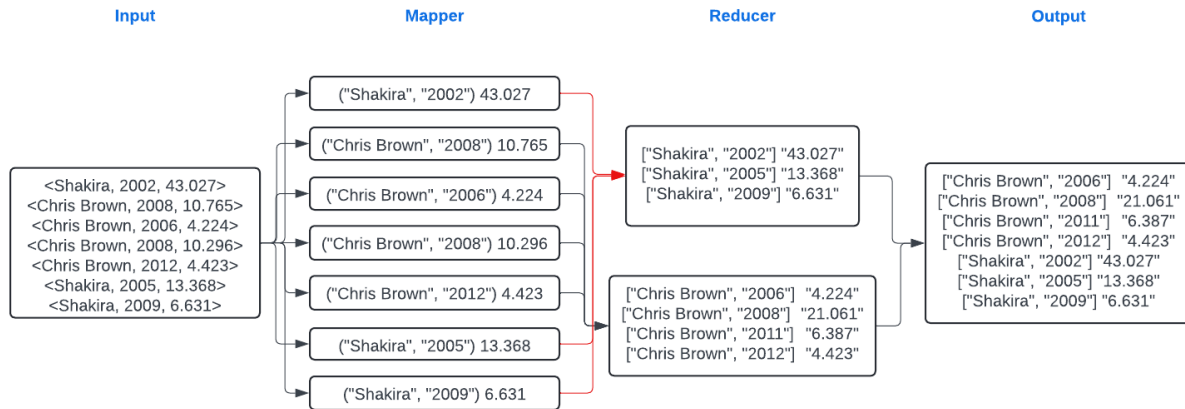 Input
Mapper
Reducer
Output
<Shakira, 2002, 43.027>
<Chris Brown, 2008, 10.765>
<Chris Brown, 2006, 4.224>
<Chris Brown, 2008, 10.296>
<Chris Brown, 2012, 4.423>
<Shakira, 2005, 13.368>
<Shakira, 2009, 6.631>
("Shakira", "2002") 43.027
("Chris Brown", "2008") 10.765
("Chris Brown", "2006") 4.224
("Chris Brown", "2008") 10.296
("Chris Brown", "2012") 4.423
("Shakira", "2005") 13.368
("Shakira", "2009") 6.631
["Shakira", "2002"] "43.027"
["Shakira", "2005"] "13.368"
["Shakira", "2009"] "6.631"
["Chris Brown", "2006"] "4.224"
["Chris Brown", "2008"] "21.061"
["Chris Brown", "2011"] "6.387"
["Chris Brown", "2012"] "4.423"
["Chris Brown", "2006"] "4.224"
["Chris Brown", "2008"] "21.061"
["Chris Brown", "2011"] "6.387"
["Chris Brown", "2012"] "4.423"
["Shakira", "2002"] "43.027"
["Shakira", "2005"] "13.368"
["Shakira", "2009"] "6.631"